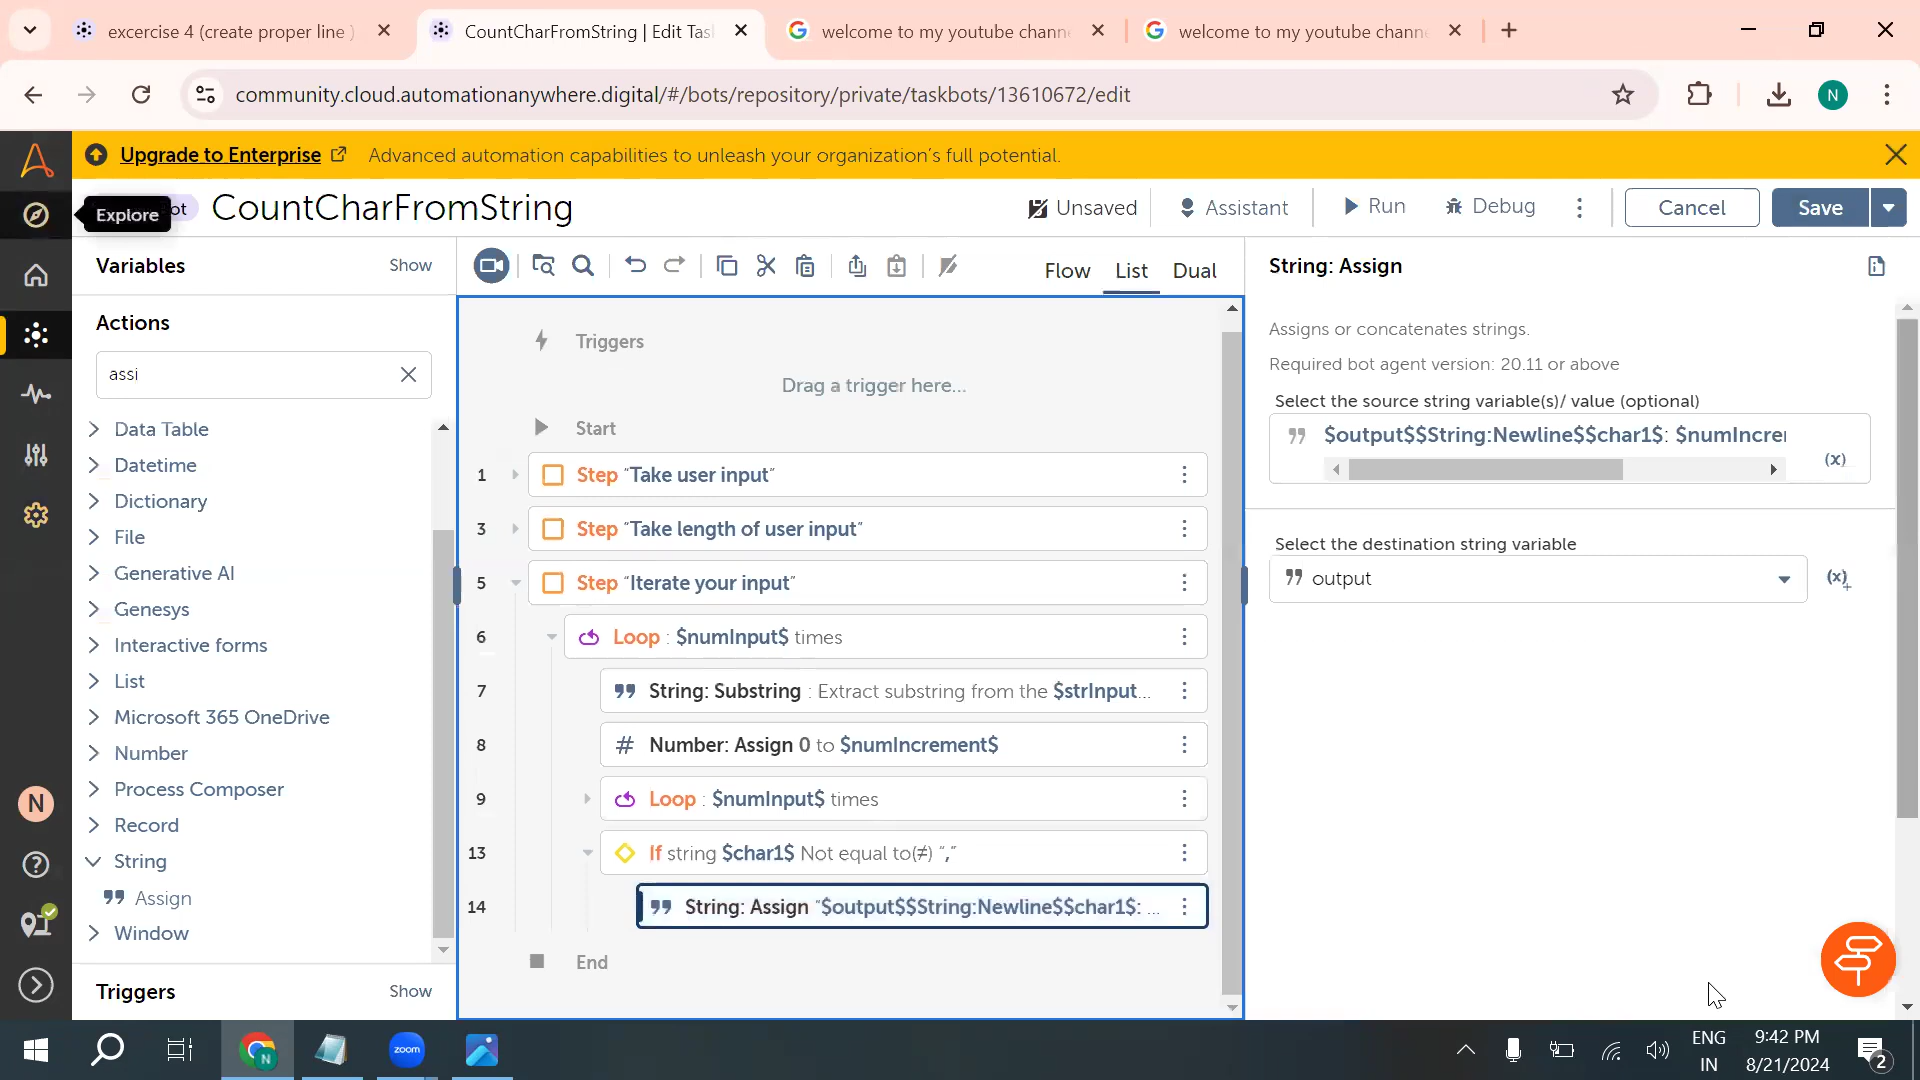 excercise 4 (create proper line )
CountCharFromString | Edit Tas
welcome to my youtube chann
welcome to my youtube chann
community.cloud.automationanywhere.digital/#/bots/repository/private/taskbots/13610672/edit
N
Upgrade to Enterprise Advanced automation capabilities to unleash your organization's full potential.
Explore
ot
CountCharFromString
Unsaved
Assistant
Run
Debug
Cancel
Save
Variables
Show
Flow
List
Dual
String: Assign
Actions
assi
Data Table
Datetime
Dictionary
File
Generative AI
Genesys
Interactive forms
List
Microsoft 365 OneDrive
Number
Process Composer
Record
String
Assign
Window
Triggers
Show
N
Triggers
Drag a trigger here...
Start
1 Step “Take user input”
3 Step “Take length of user input”
5 Step “Iterate your input”
6 Loop : $numInput$ times
7 String: Substring : Extract substring from the $strInput...
8 # Number: Assign 0 to $numIncrement$
9 Loop : $numInput$ times
13 If string $char1$ Not equal to(≠) “,”
14 String: Assign “$output$$String:Newline$$char1$: ...
End
Assigns or concatenates strings.
Required bot agent version: 20.11 or above
Select the source string variable(s)/ value (optional)
$output$$String:Newline$$char1$: $numIncrer
(x)
Select the destination string variable
output
(x)+
zoom
N
ENG
IN
9:42 PM
8/21/2024
2